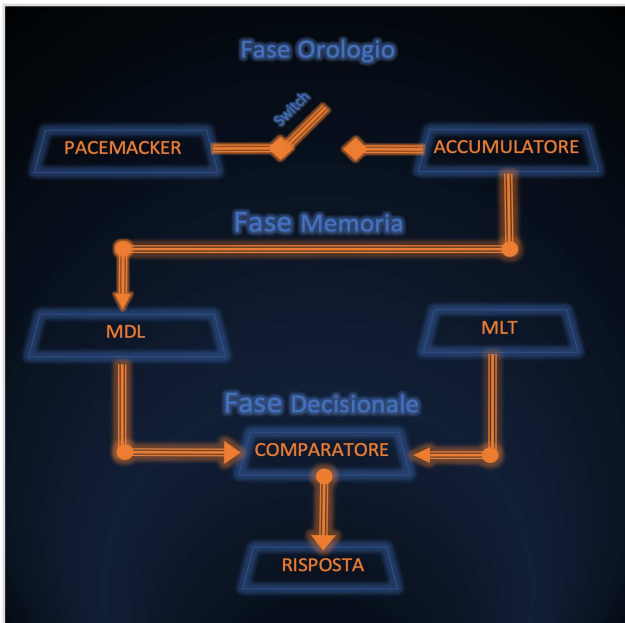 Fase Orologio
Switch
PACEMACKER
ACCUMULATORE
Fase Memoria
MDL
MLT
Fase Decisionale
COMPARATORE
RISPOSTA